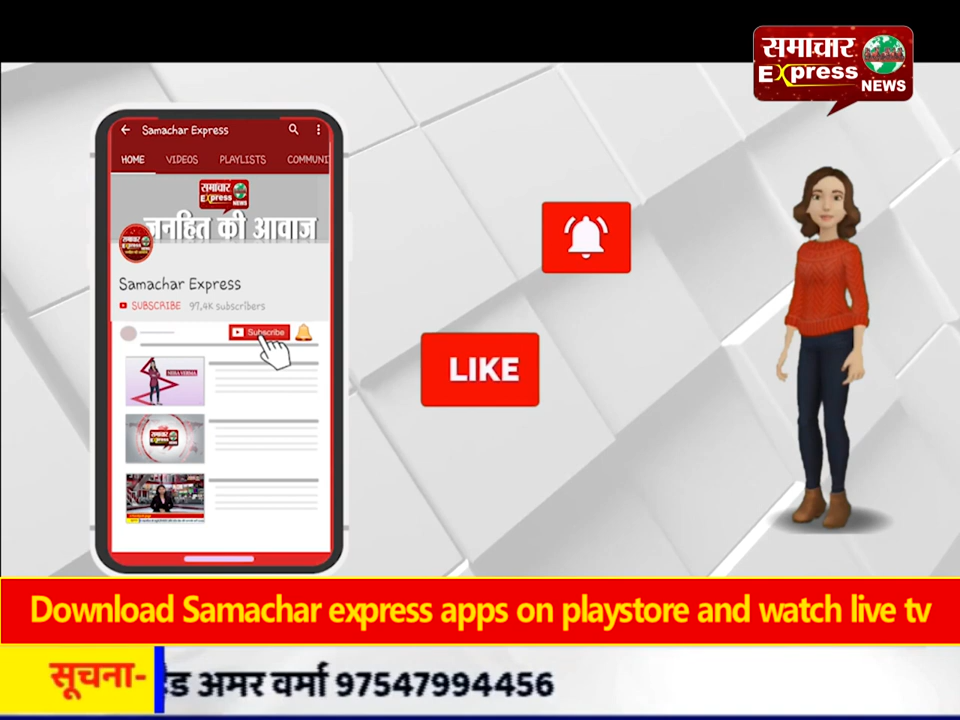 समाचार
Express
NEWS
Samachar Express
HOME VIDEOS PLAYLISTS COMMUNI
समाचार
Express
NEWS
जनहित की आवाज
Samachar Express
SUBSCRIBE 97.4K subscribers
Subscribe
LIKE
Download Samachar express apps on playstore and watch live tv
सूचना- हैड अमर वर्मा 97547994456